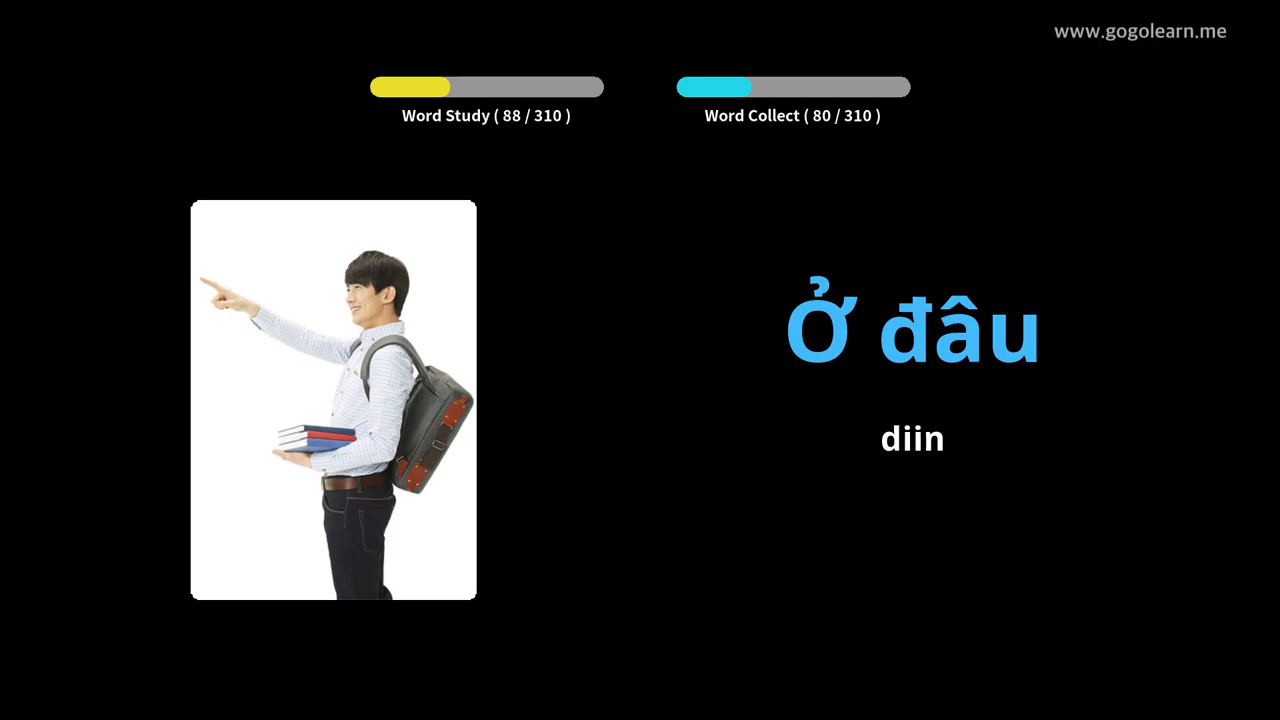 www.gogolearn.me
Word Study ( 88 / 310 )
Word Collect ( 80 / 310 )
Ở đâu
diin